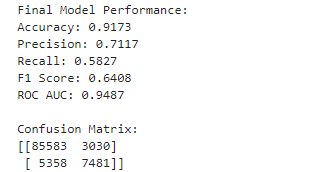 Final Model Performance:
Accuracy: 0.9173
Precision: 0.7117
Recall: 0.5827
F1 Score: 0.6408
ROC AUC: 0.9487

Confusion Matrix:
[[85583  3030]
 [ 5358  7481]]